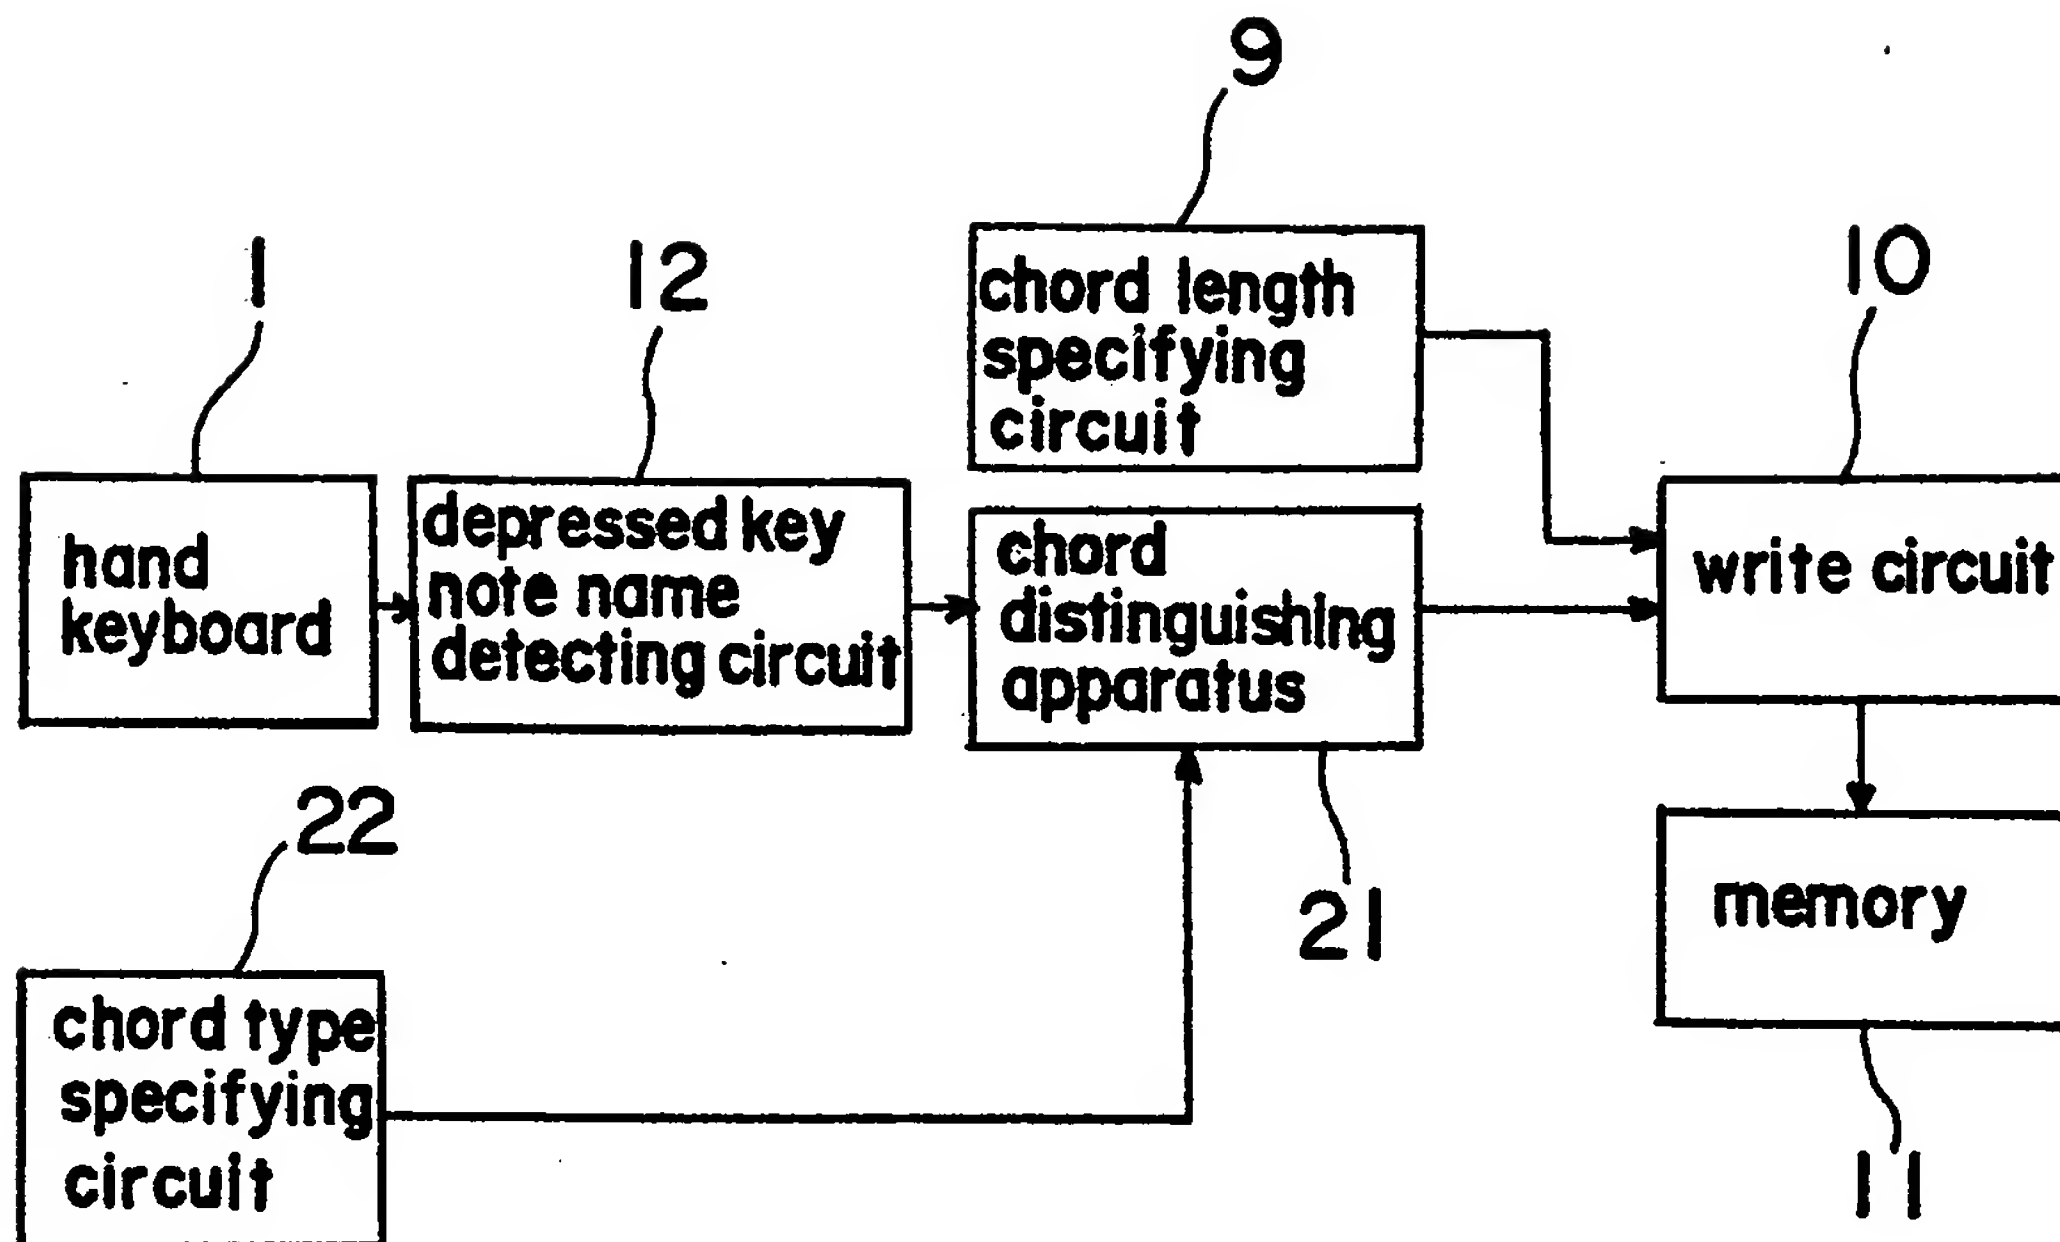 9
chord length
specifying
circuit
10
1
12
hand
keyboard
depressed key
note name
detecting circuit
chord
distinguishing
apparatus
write circuit
22
21
memory
chord type
specifying
circuit
11